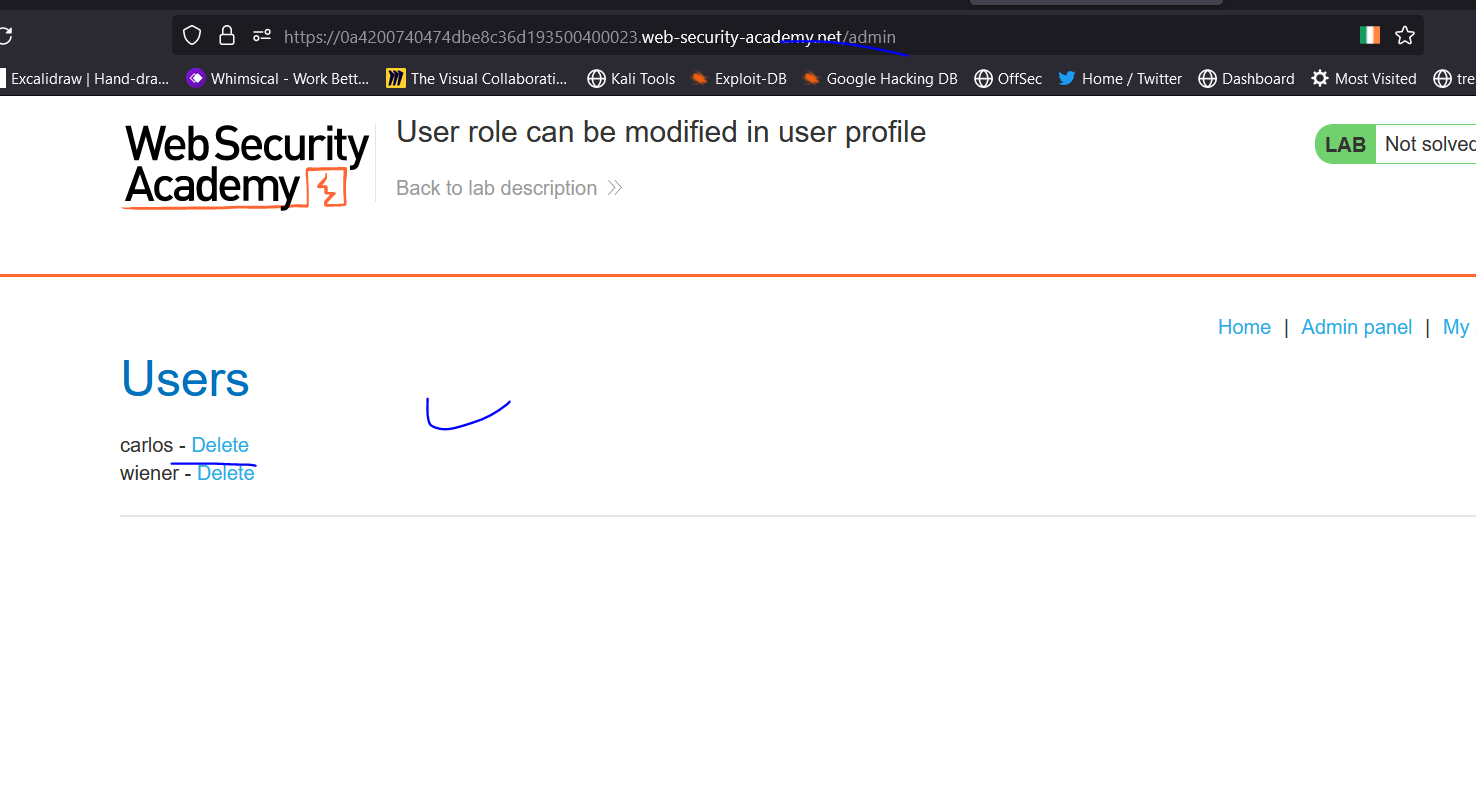 https://0a4200740474dbe8c36d193500400023.web-security-academy.net/admin
Excalidraw | Hand-dra... Whimsical - Work Bett... The Visual Collaborati... Kali Tools Exploit-DB Google Hacking DB OffSec Home / Twitter Dashboard Most Visited tre
WebSecurity
Academy
User role can be modified in user profile
Back to lab description
LAB Not solved
Home | Admin panel | My
Users
carlos - Delete
wiener - Delete